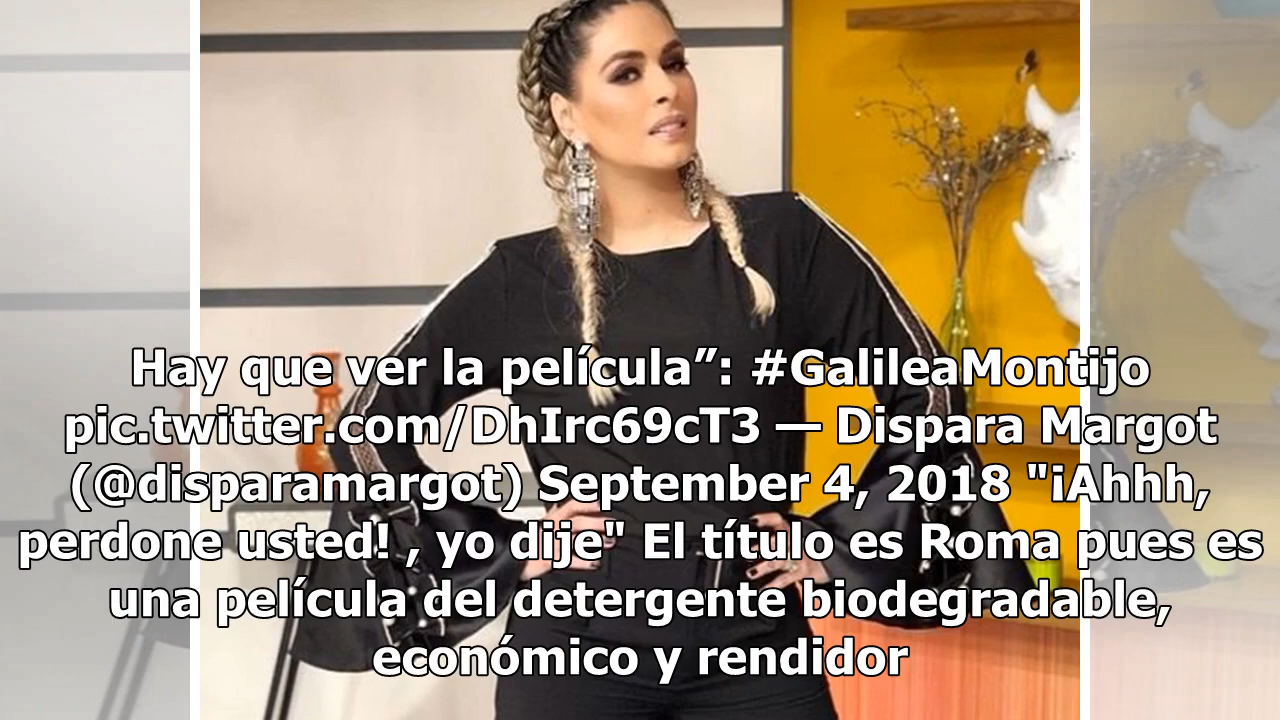 Hay que ver la película”: #GalileaMontijo
pic.twitter.com/DhIrc69cT3 — Dispara Margot
(@disparamargot) September 4, 2018 "¡Ahhh,
perdone usted! , yo dije" El título es Roma pues es
una película del detergente biodegradable,
económico y rendidor